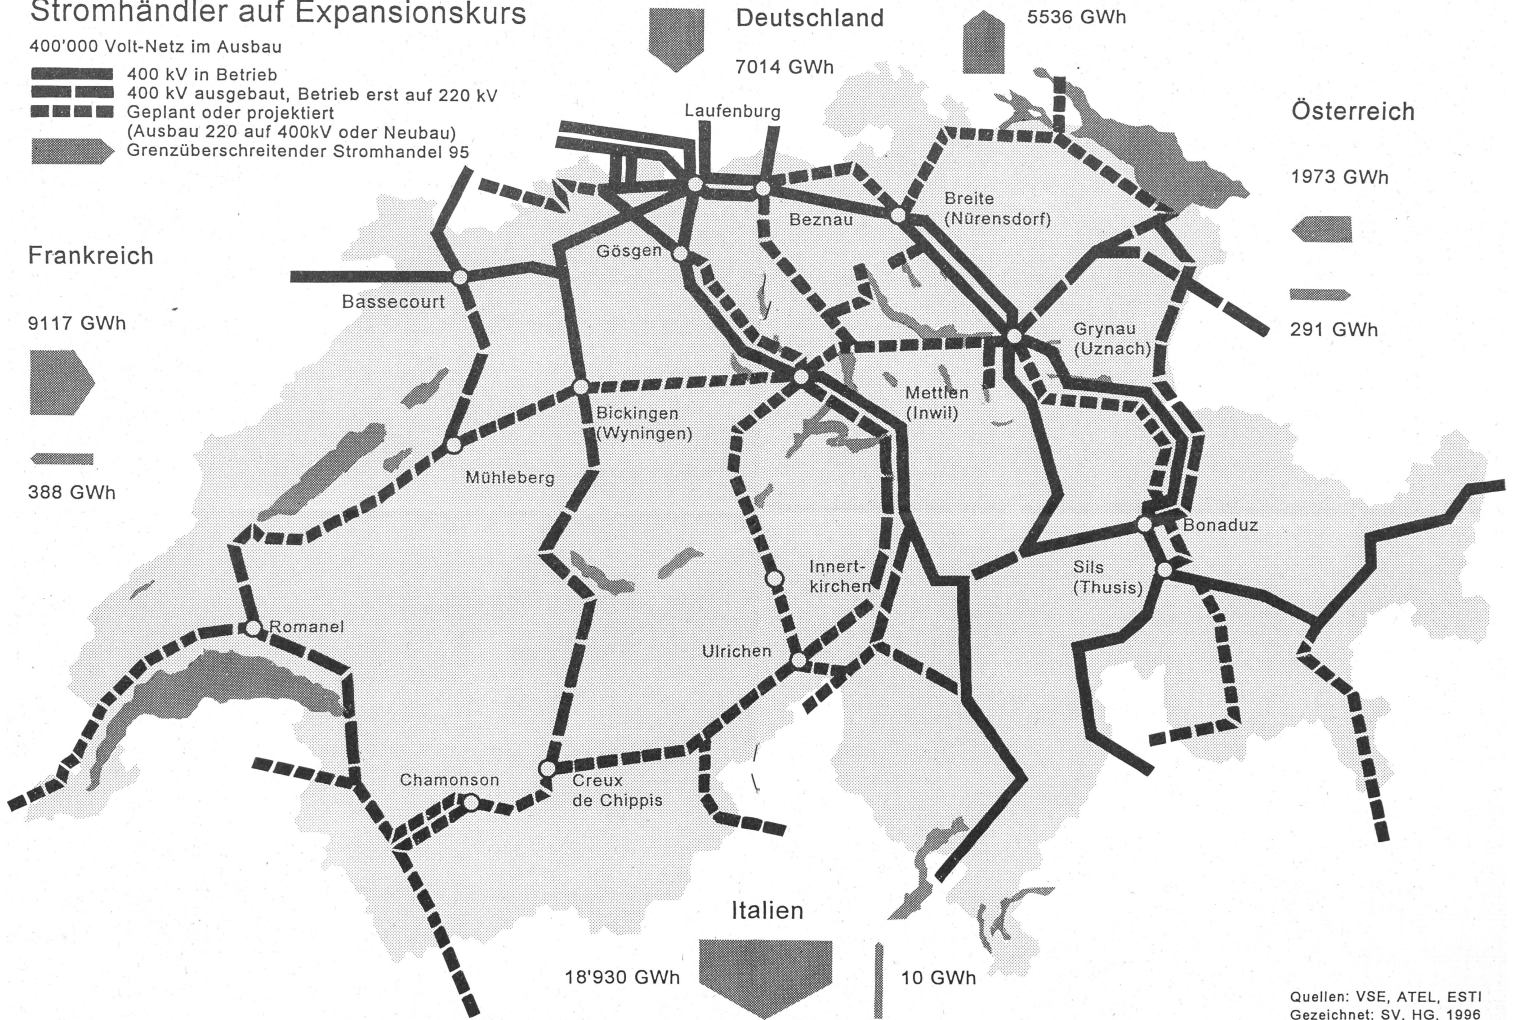 Stromhändler auf Expansionskurs
400'000 Volt-Netz im Ausbau
400 kV in Betrieb
400 kV ausgebaut, Betrieb erst auf 220 kV
Geplant oder projektiert
(Ausbau 220 auf 400kV oder Neubau)
Grenzüberschreitender Stromhandel 95
Deutschland
7014 GWh
5536 GWh
Österreich
1973 GWh
291 GWh
Frankreich
9117 GWh
388 GWh
Laufenburg
Beznau
Breite
(Nürensdorf)
Gösgen
Bassecourt
Grynau
(Uznach)
Mettlen
(Inwil)
Bickingen
(Wyningen)
Mühleberg
Bonaduz
Innert-
kirchen
Sils
(Thusis)
Romanel
Ulrichen
Chamonson
Creux
de Chippis
Italien
18'930 GWh
10 GWh
Quellen: VSE, ATEL, ESTI
Gezeichnet: SV, HG, 1996